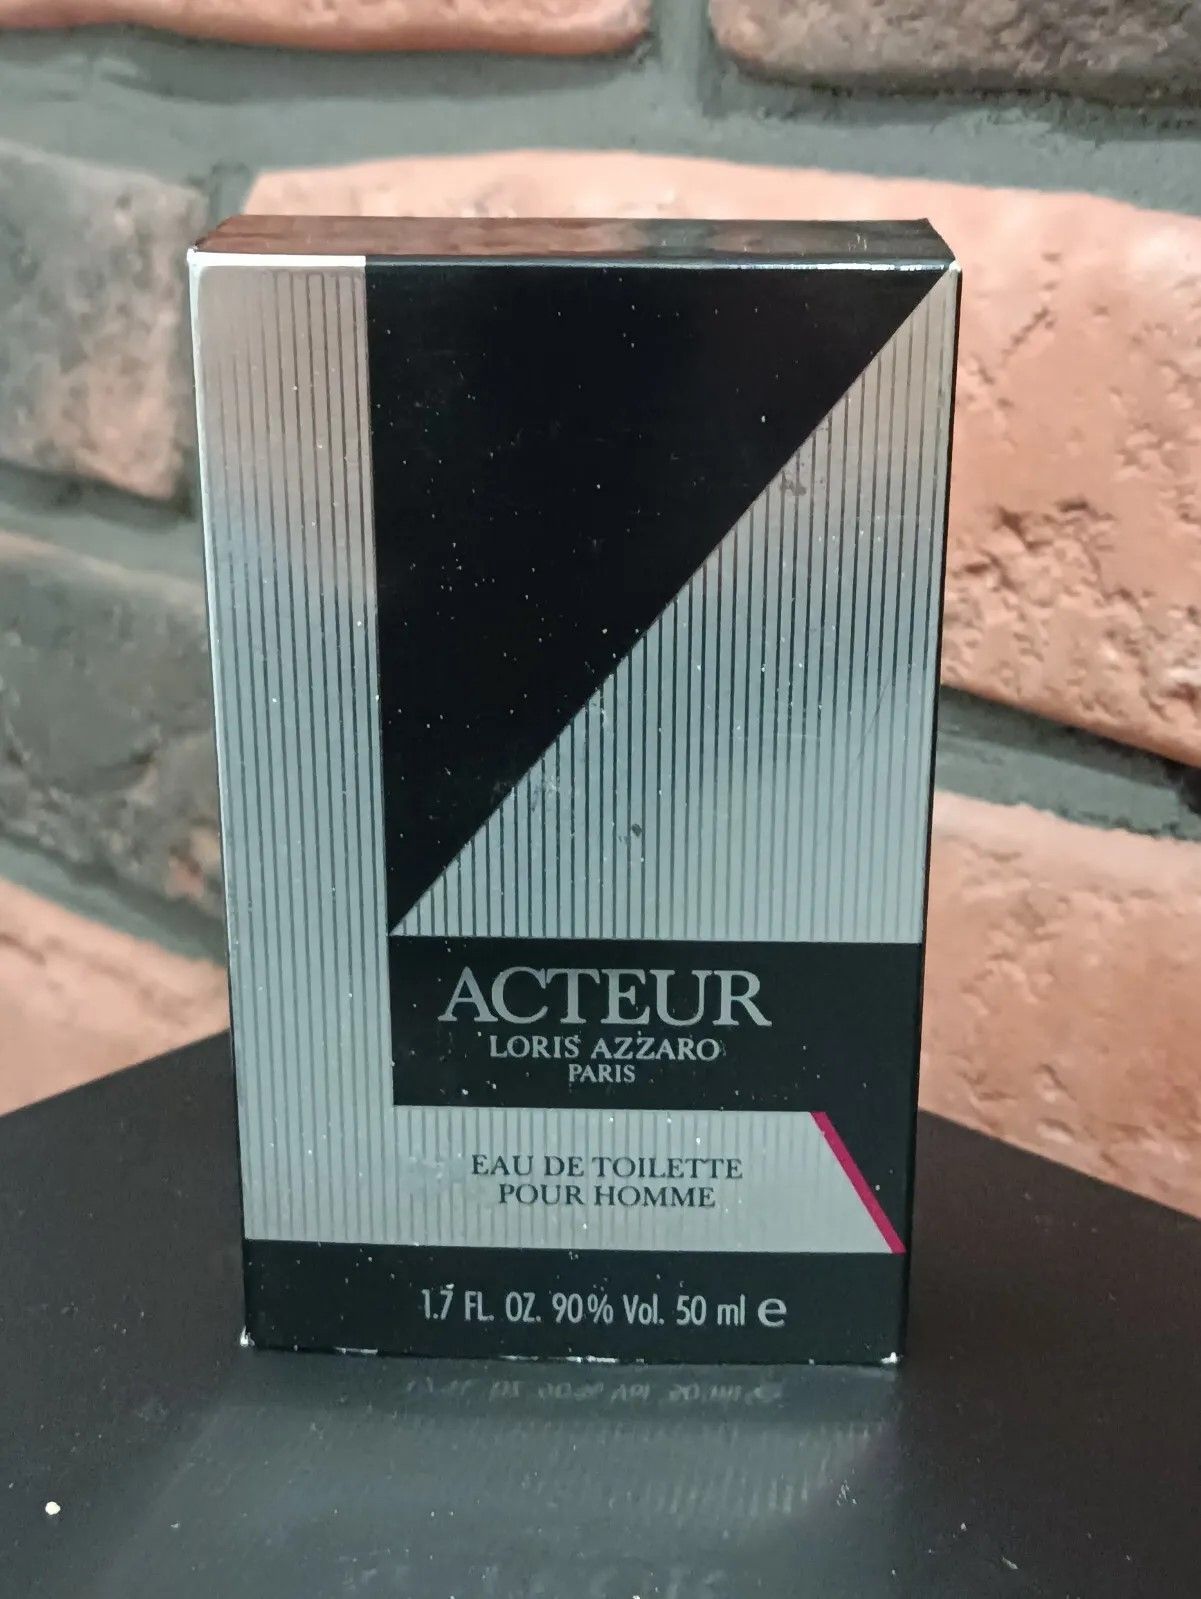 ACTEUR
LORIS AZZARO
PARIS
EAU DE TOILETTE
POUR HOMME
1.7 FL. OZ. 90% Vol. 50 ml ℮